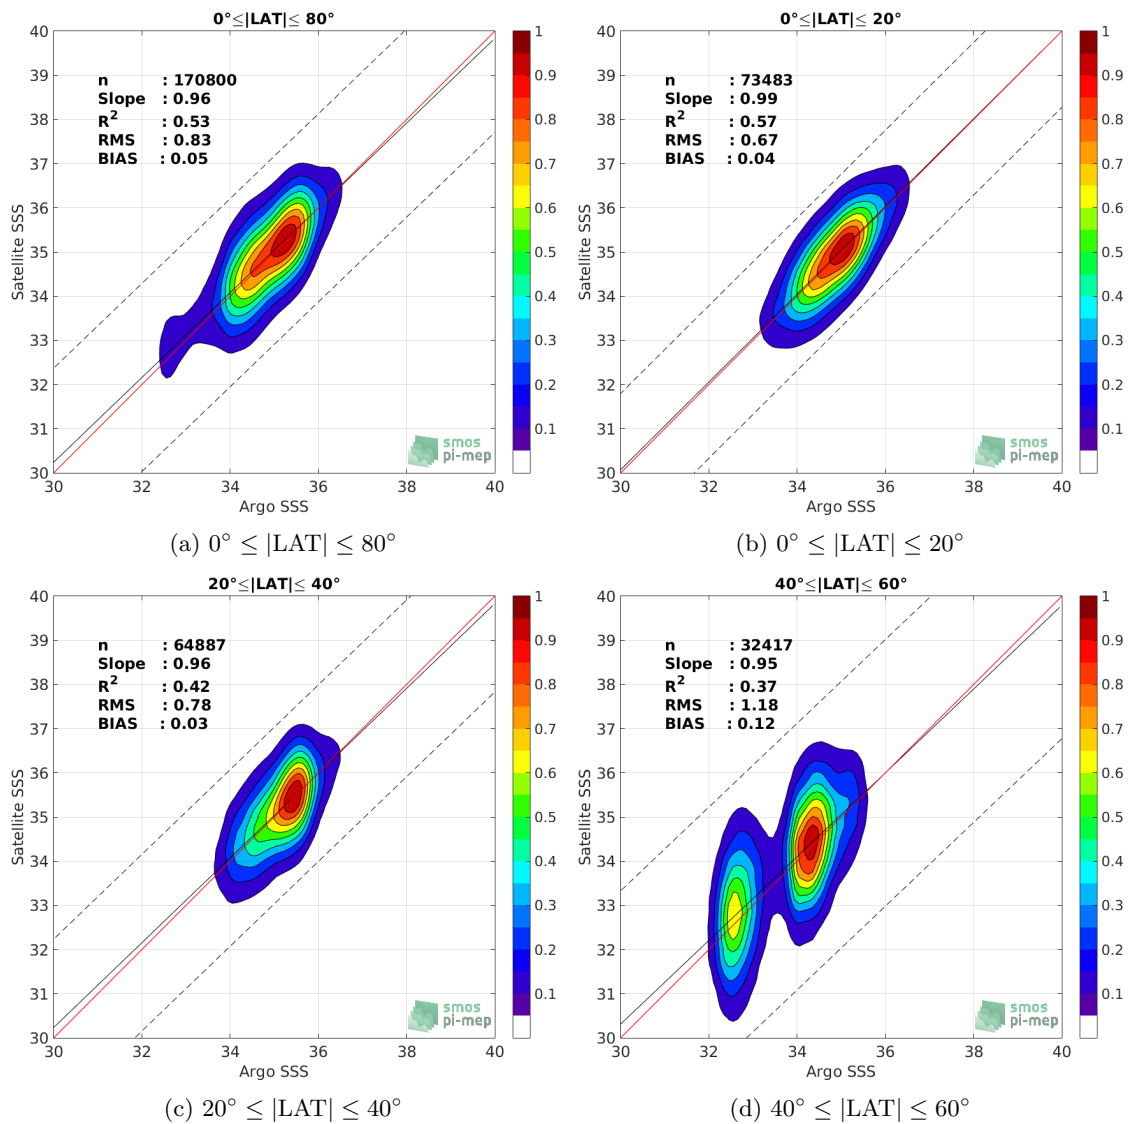 0°≤|LAT|≤ 80°
n : 170800
Slope : 0.96
R2 : 0.53
RMS : 0.83
BIAS : 0.05
40
39
38
37
36
35
34
33
32
31
30
Satellite SSS
30 32 34 36 38 40
Argo SSS
1
0.9
0.8
0.7
0.6
0.5
0.4
0.3
0.2
0.1
smos
pi-mep
(a) 0° ≤ |LAT| ≤ 80°
0°≤|LAT|≤ 20°
n : 73483
Slope : 0.99
R2 : 0.57
RMS : 0.67
BIAS : 0.04
40
39
38
37
36
35
34
33
32
31
30
Satellite SSS
30 32 34 36 38 40
Argo SSS
1
0.9
0.8
0.7
0.6
0.5
0.4
0.3
0.2
0.1
smos
pi-mep
(b) 0° ≤ |LAT| ≤ 20°
20°≤|LAT|≤ 40°
n : 64887
Slope : 0.96
R2 : 0.42
RMS : 0.78
BIAS : 0.03
40
39
38
37
36
35
34
33
32
31
30
Satellite SSS
30 32 34 36 38 40
Argo SSS
1
0.9
0.8
0.7
0.6
0.5
0.4
0.3
0.2
0.1
smos
pi-mep
(c) 20° ≤ |LAT| ≤ 40°
40°≤|LAT|≤ 60°
n : 32417
Slope : 0.95
R2 : 0.37
RMS : 1.18
BIAS : 0.12
40
39
38
37
36
35
34
33
32
31
30
Satellite SSS
30 32 34 36 38 40
Argo SSS
1
0.9
0.8
0.7
0.6
0.5
0.4
0.3
0.2
0.1
smos
pi-mep
(d) 40° ≤ |LAT| ≤ 60°